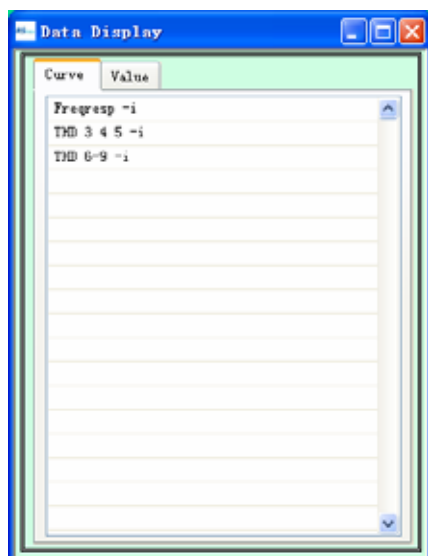 Data Display
Curve Value
Freqresp -i
THD 3 4 5 -i
THD 6-9 -i